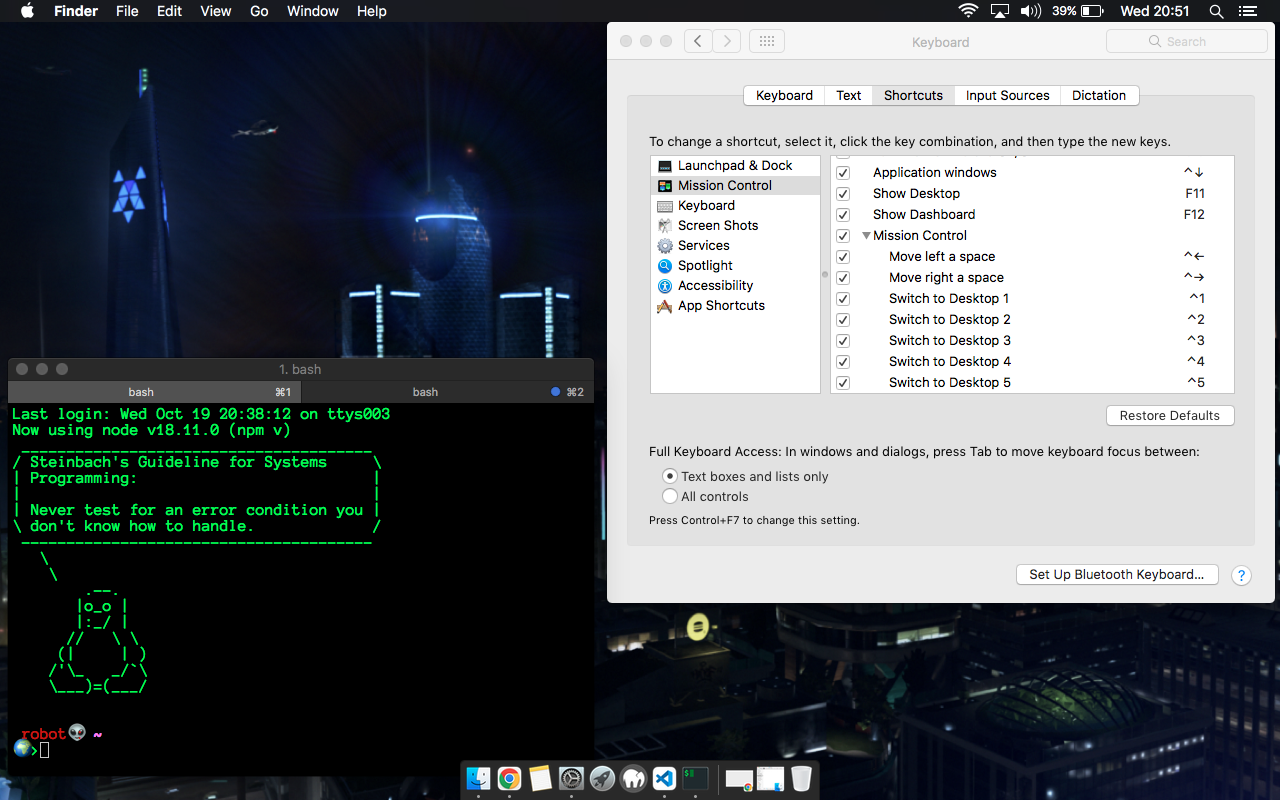 Finder File Edit View Go Window Help 39% Wed 20:51
Keyboard Search
Keyboard Text Shortcuts Input Sources Dictation
To change a shortcut, select it, click the key combination, and then type the new keys.
Launchpad & Dock
Mission Control
Keyboard
Screen Shots
Services
Spotlight
Accessibility
App Shortcuts
Application windows ^↓
Show Desktop F11
Show Dashboard F12
Mission Control
Move left a space ^←
Move right a space ^→
Switch to Desktop 1 ^1
Switch to Desktop 2 ^2
Switch to Desktop 3 ^3
Switch to Desktop 4 ^4
Switch to Desktop 5 ^5
Restore Defaults
Full Keyboard Access: In windows and dialogs, press Tab to move keyboard focus between:
Text boxes and lists only
All controls
Press Control+F7 to change this setting.
Set Up Bluetooth Keyboard... ?
1. bash
bash ⌘1 bash ⌘2
Last login: Wed Oct 19 20:38:12 on ttys003
Now using node v18.11.0 (npm v)
_______________________________________
/ Steinbach's Guideline for Systems \
| Programming: |
| |
| Never test for an error condition you |
\ don't know how to handle. /
---------------------------------------
\
\
.--.
|o_o |
|:_/ |
// \ \
(| | )
/'\_ _/`\
\___)=(___/
robot👽 ~
🌍>